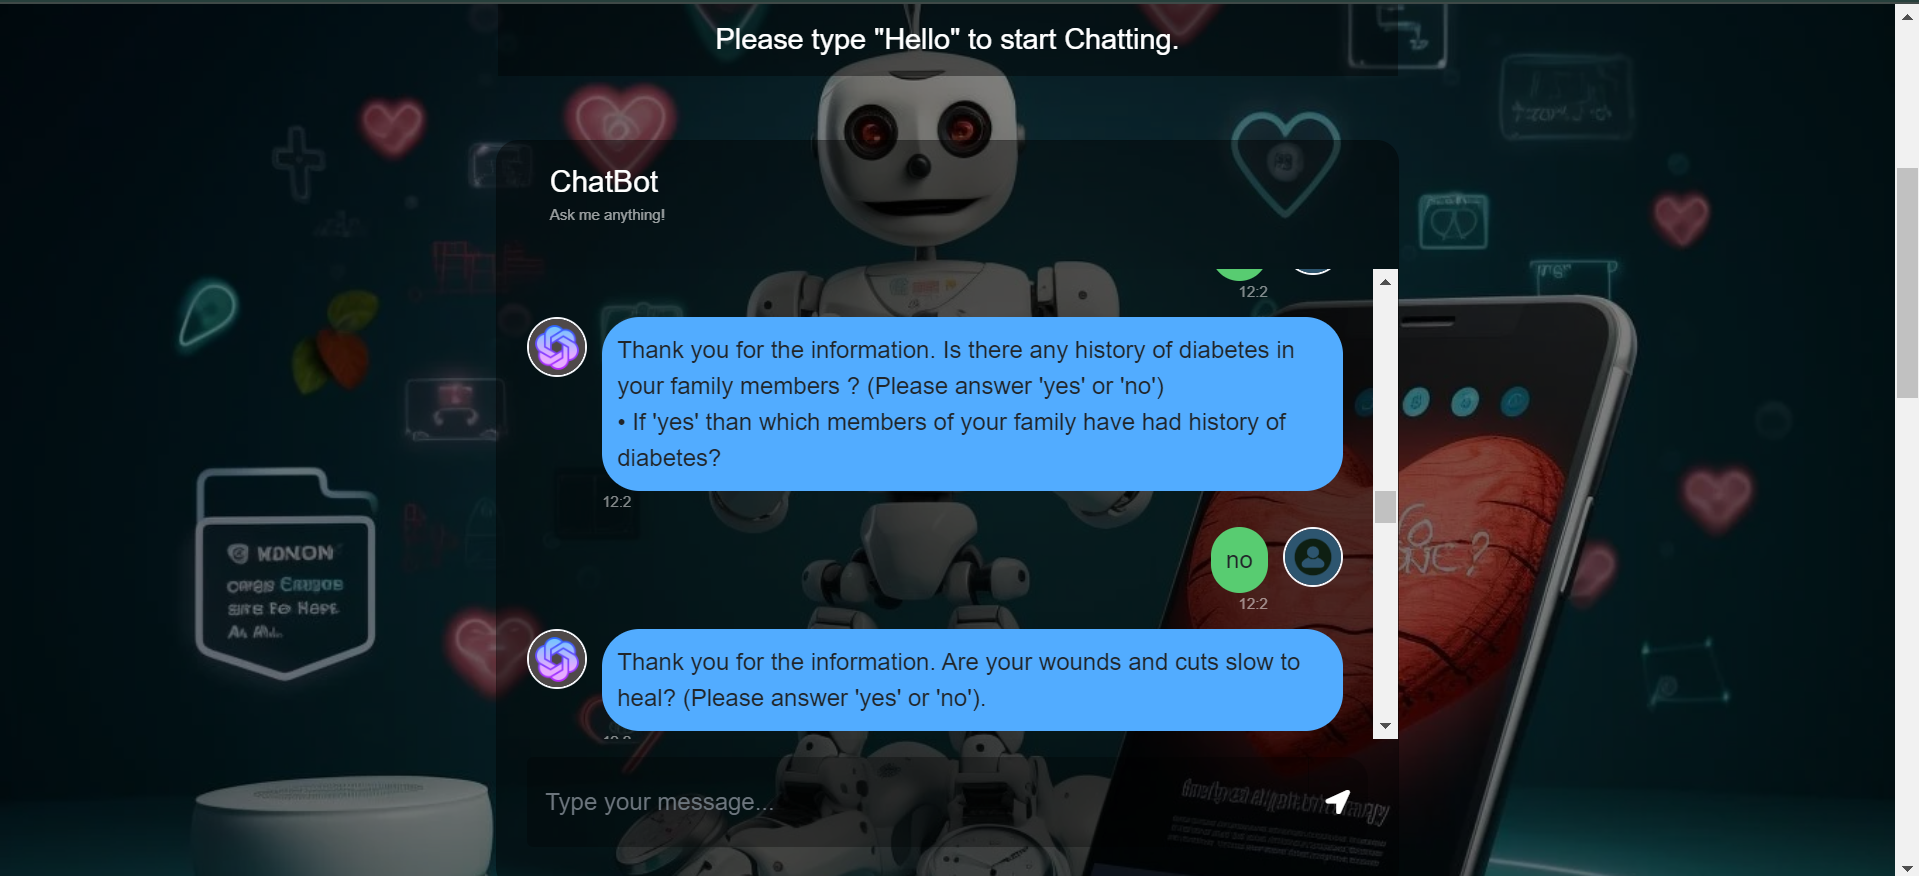 Please type "Hello" to start Chatting.
ChatBot
Ask me anything!
12:2
Thank you for the information. Is there any history of diabetes in
your family members ? (Please answer 'yes' or 'no')
• If 'yes' than which members of your family have had history of
diabetes?
12:2
no
12:2
Thank you for the information. Are your wounds and cuts slow to
heal? (Please answer 'yes' or 'no').
Type your message...